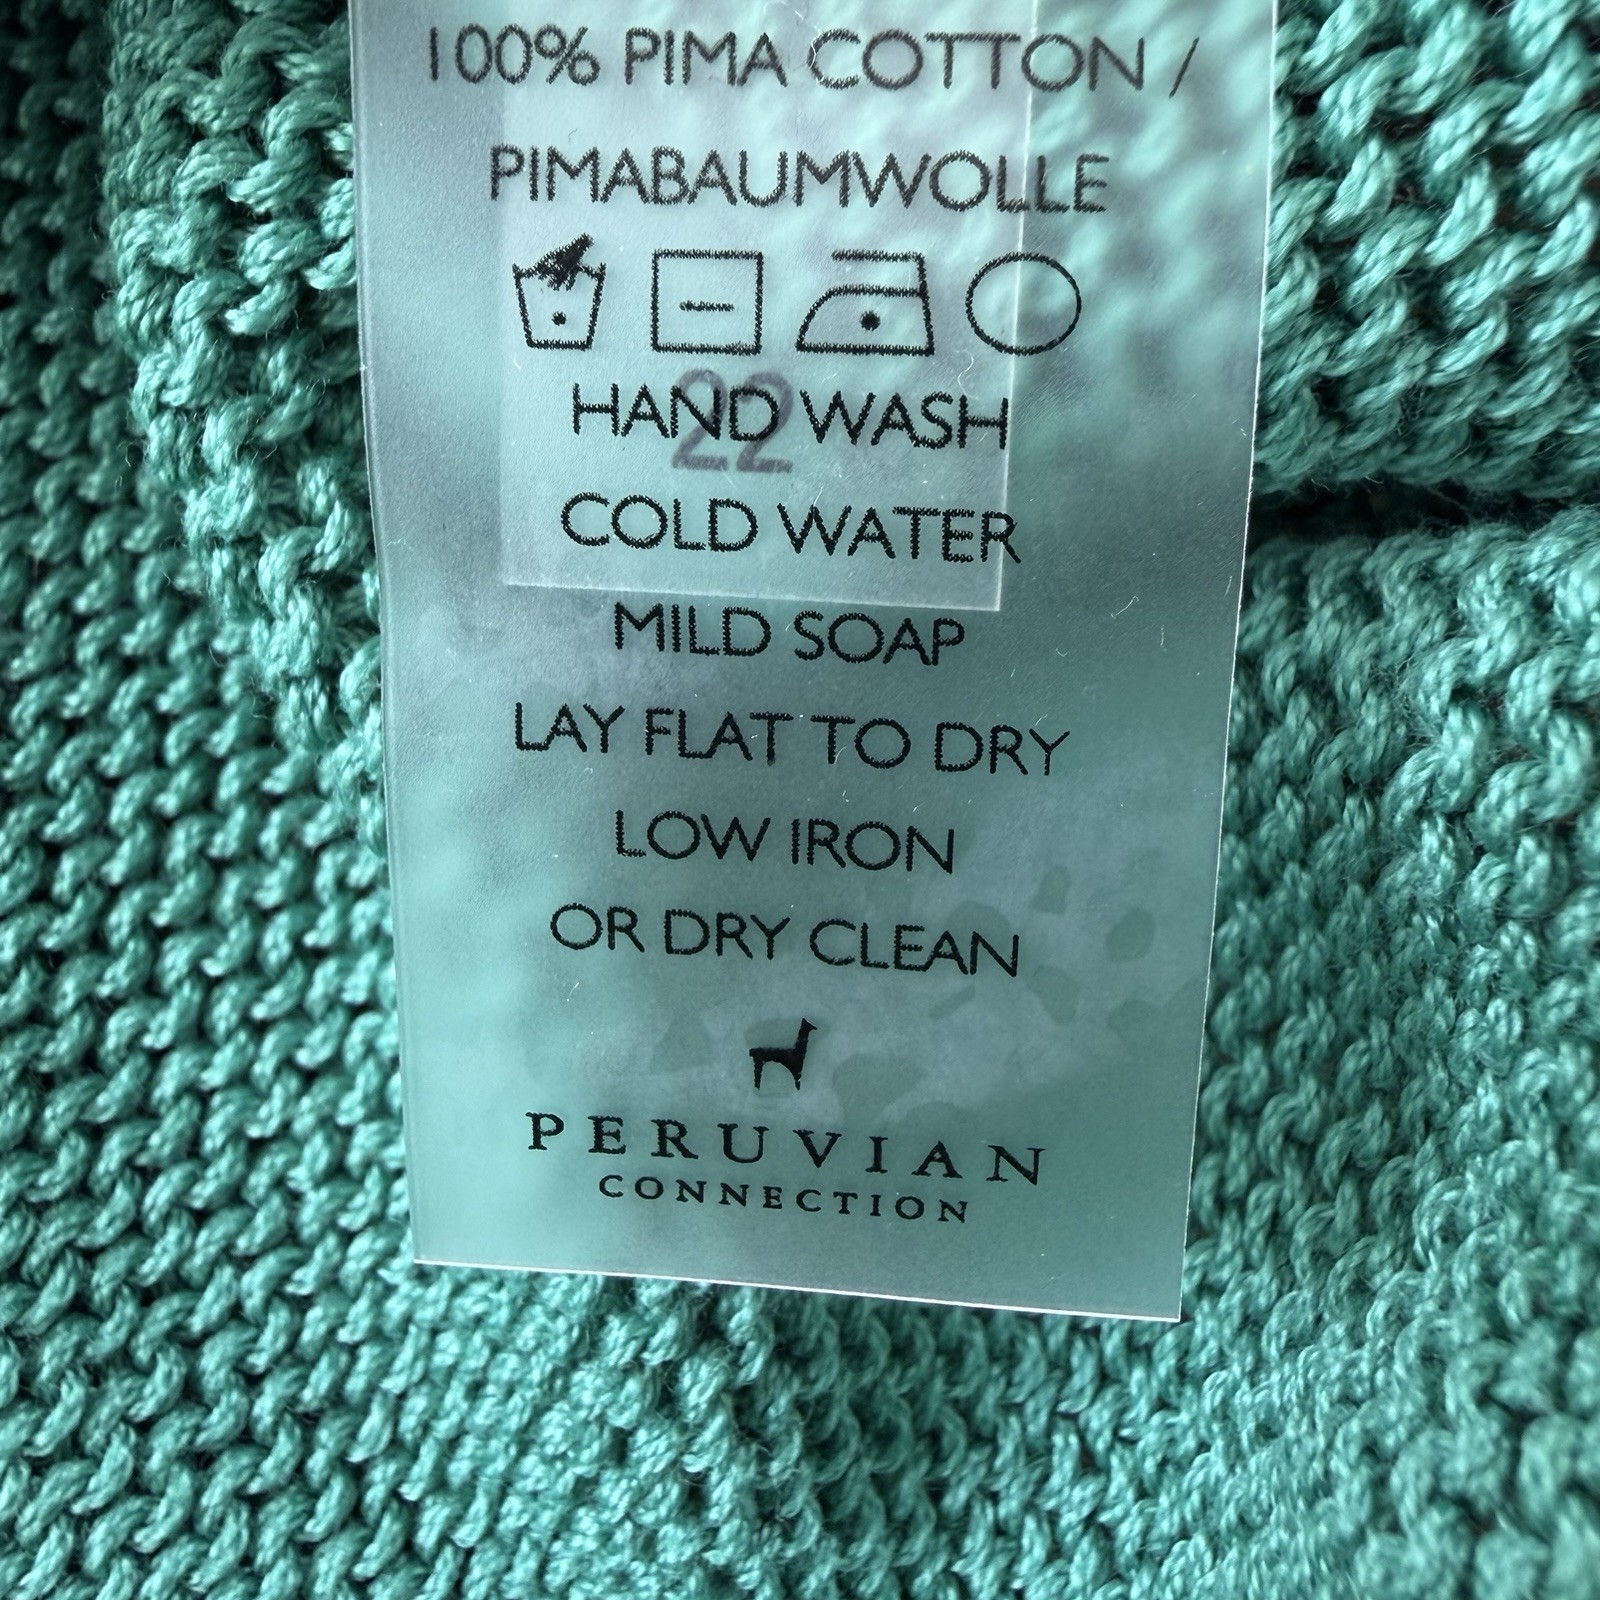 100% PIMA COTTON /
PIMABAUMWOLLE
HAND WASH
22
COLD WATER
MILD SOAP
LAY FLAT TO DRY
LOW IRON
OR DRY CLEAN
PERUVIAN
CONNECTION